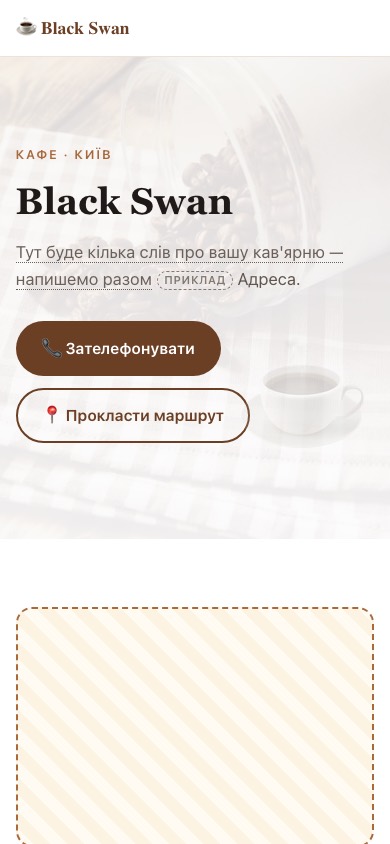 ☕ Black Swan
КАФЕ · КИЇВ
Black Swan
Тут буде кілька слів про вашу кав'ярню —
напишемо разом ПРИКЛАД Адреса.
📞 Зателефонувати
📍 Прокласти маршрут